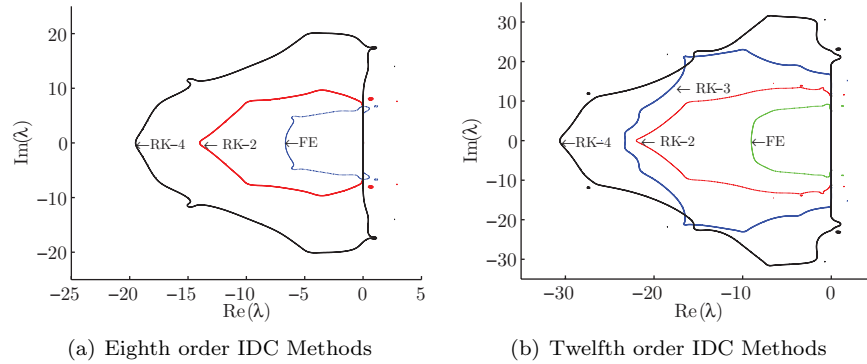 20
10
0
−10
−20
Im(λ)
←RK−4
←RK−2
←FE
−25
−20
−15
−10
−5
0
5
Re(λ)
(a) Eighth order IDC Methods
30
20
10
0
−10
−20
−30
Im(λ)
←RK−3
←RK−4
←RK−2
←FE
−30
−20
−10
0
Re(λ)
(b) Twelfth order IDC Methods